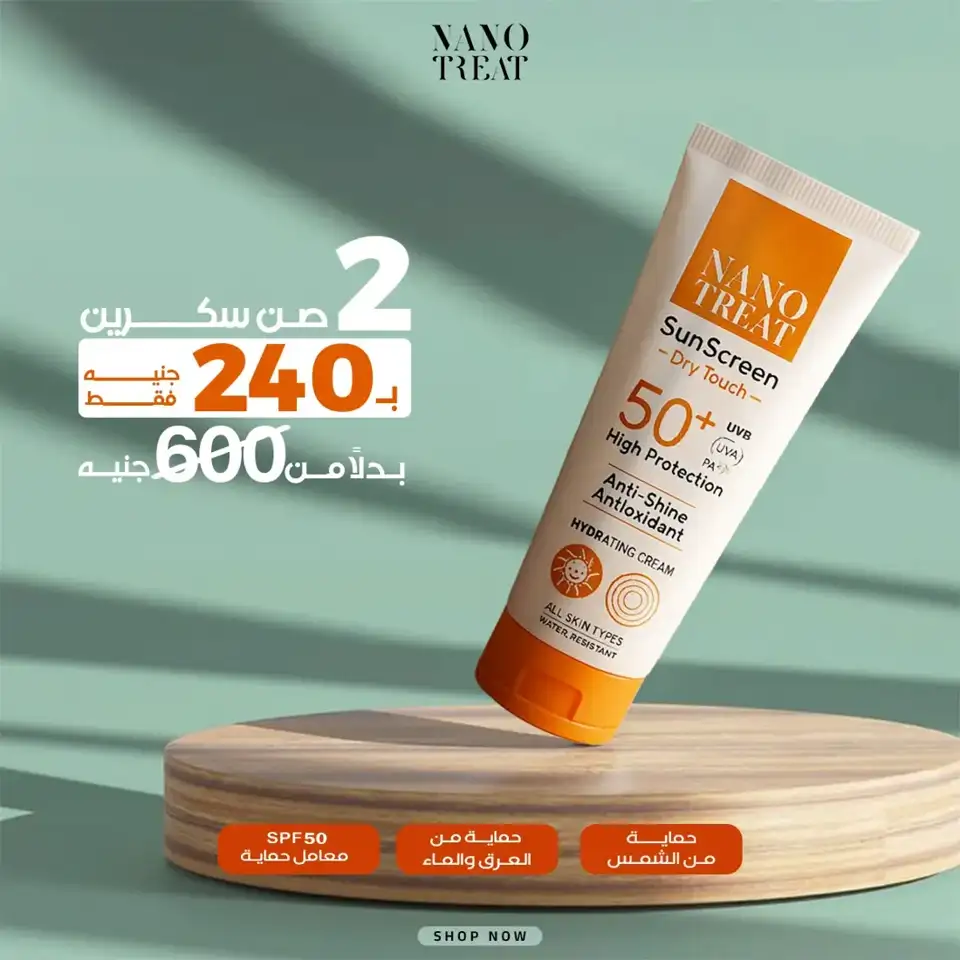 NANO
TREAT
2 صن سكرين
بـ 240 جنيه فقط
بدلاً من 600 جنيه
NANO
TREAT
SunScreen
- Dry Touch -
50+ UVB
UVA
PA
High Protection
Anti-Shine
Antioxidant
HYDRATING CREAM
ALL SKIN TYPES
WATER RESISTANT
حماية
من الشمس
حماية من
العرق والماء
SPF50
معامل حماية
SHOP NOW